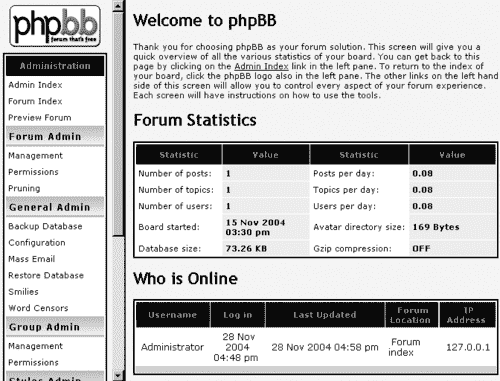 phpBB
forum that's free
Administration
Admin Index
Forum Index
Preview Forum
Forum Admin
Management
Permissions
Pruning
General Admin
Backup Database
Configuration
Mass Email
Restore Database
Smilies
Word Censors
Group Admin
Management
Permissions
Styles Admin
Welcome to phpBB
Thank you for choosing phpBB as your forum solution. This screen will give you a
quick overview of all the various statistics of your board. You can get back to this
page by clicking on the Admin Index link in the left pane. To return to the index of
your board, click the phpBB logo also in the left pane. The other links on the left hand
side of this screen will allow you to control every aspect of your forum experience.
Each screen will have instructions on how to use the tools.
Forum Statistics
Statistic Value Statistic Value
Number of posts: 1 Posts per day: 0.08
Number of topics: 1 Topics per day: 0.08
Number of users: 1 Users per day: 0.08
Board started: 15 Nov 2004 03:30 pm Avatar directory size: 169 Bytes
Database size: 73.26 KB Gzip compression: OFF
Who is Online
Username Log in Last Updated Forum Location IP Address
Administrator 28 Nov 2004 04:48 pm 28 Nov 2004 04:58 pm Forum index 127.0.0.1